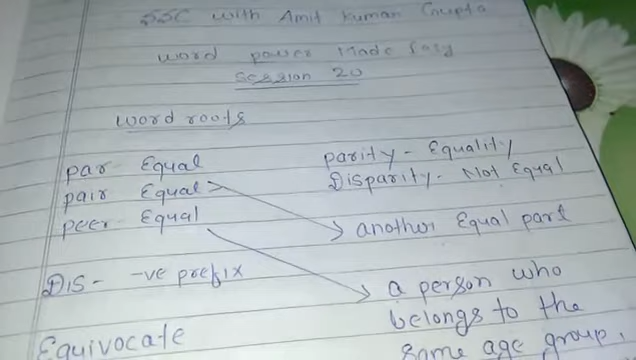 SSC with Amit Kumar Gupta
word power Made Easy
Session 20
word roots
par Equal
parity - Equality
pair Equal
Disparity - Not Equal
peer Equal
another Equal part
DIS - -ve prefix
a person who
belongs to the
Equivocate
same age group.